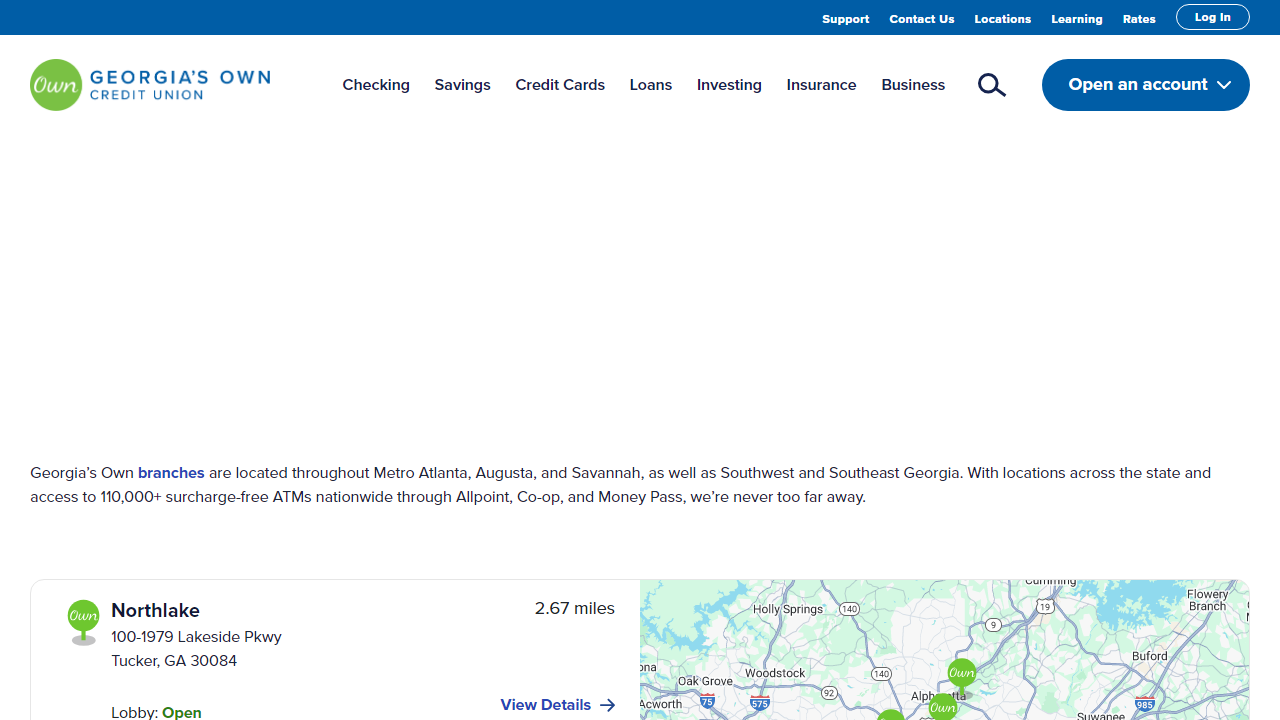 Support Contact Us Locations Learning Rates Log In
Own GEORGIA'S OWN
CREDIT UNION
Checking Savings Credit Cards Loans Investing Insurance Business Open an account
Georgia’s Own branches are located throughout Metro Atlanta, Augusta, and Savannah, as well as Southwest and Southeast Georgia. With locations across the state and
access to 110,000+ surcharge-free ATMs nationwide through Allpoint, Co-op, and Money Pass, we’re never too far away.
Own Northlake 2.67 miles
100-1979 Lakeside Pkwy
Tucker, GA 30084
View Details
Lobby: Open
Cumming
Holly Springs 140 19 Flowery
Branch
9
Buford
Woodstock 140 Own
Oak Grove
92
Acworth 75 575 Own 985
Suwanee